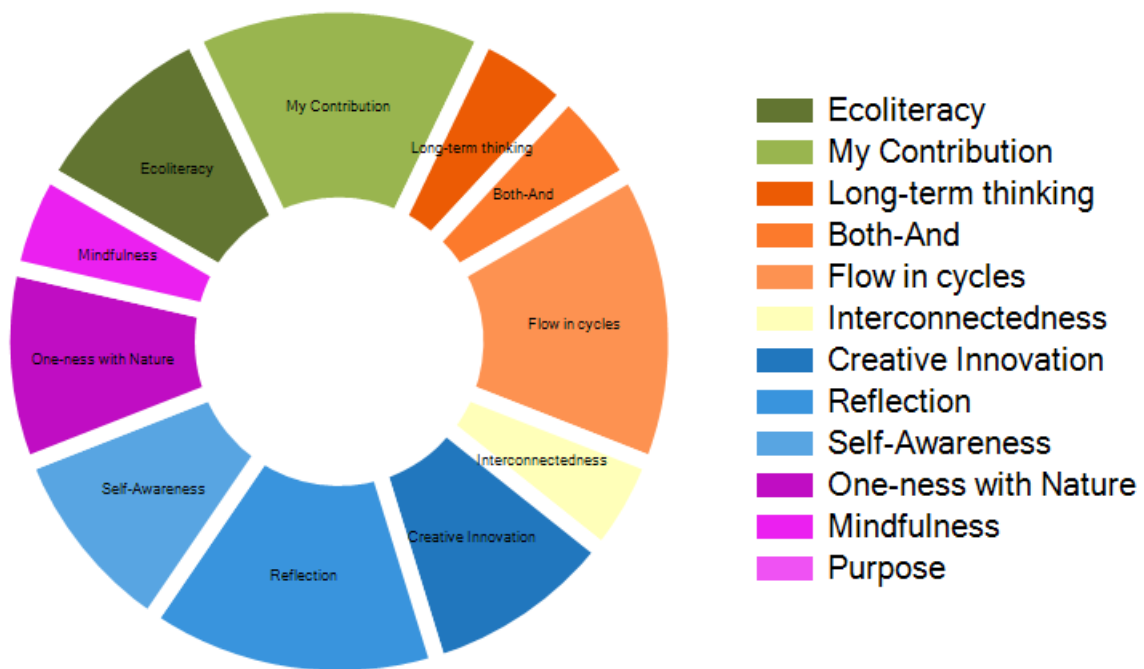 My Contribution
Long-term thinking
Ecoliteracy
Both-And
Mindfulness
Flow in cycles
One-ness with Nature
Interconnectedness
Self-Awareness
Creative Innovation
Reflection
Ecoliteracy
My Contribution
Long-term thinking
Both-And
Flow in cycles
Interconnectedness
Creative Innovation
Reflection
Self-Awareness
One-ness with Nature
Mindfulness
Purpose